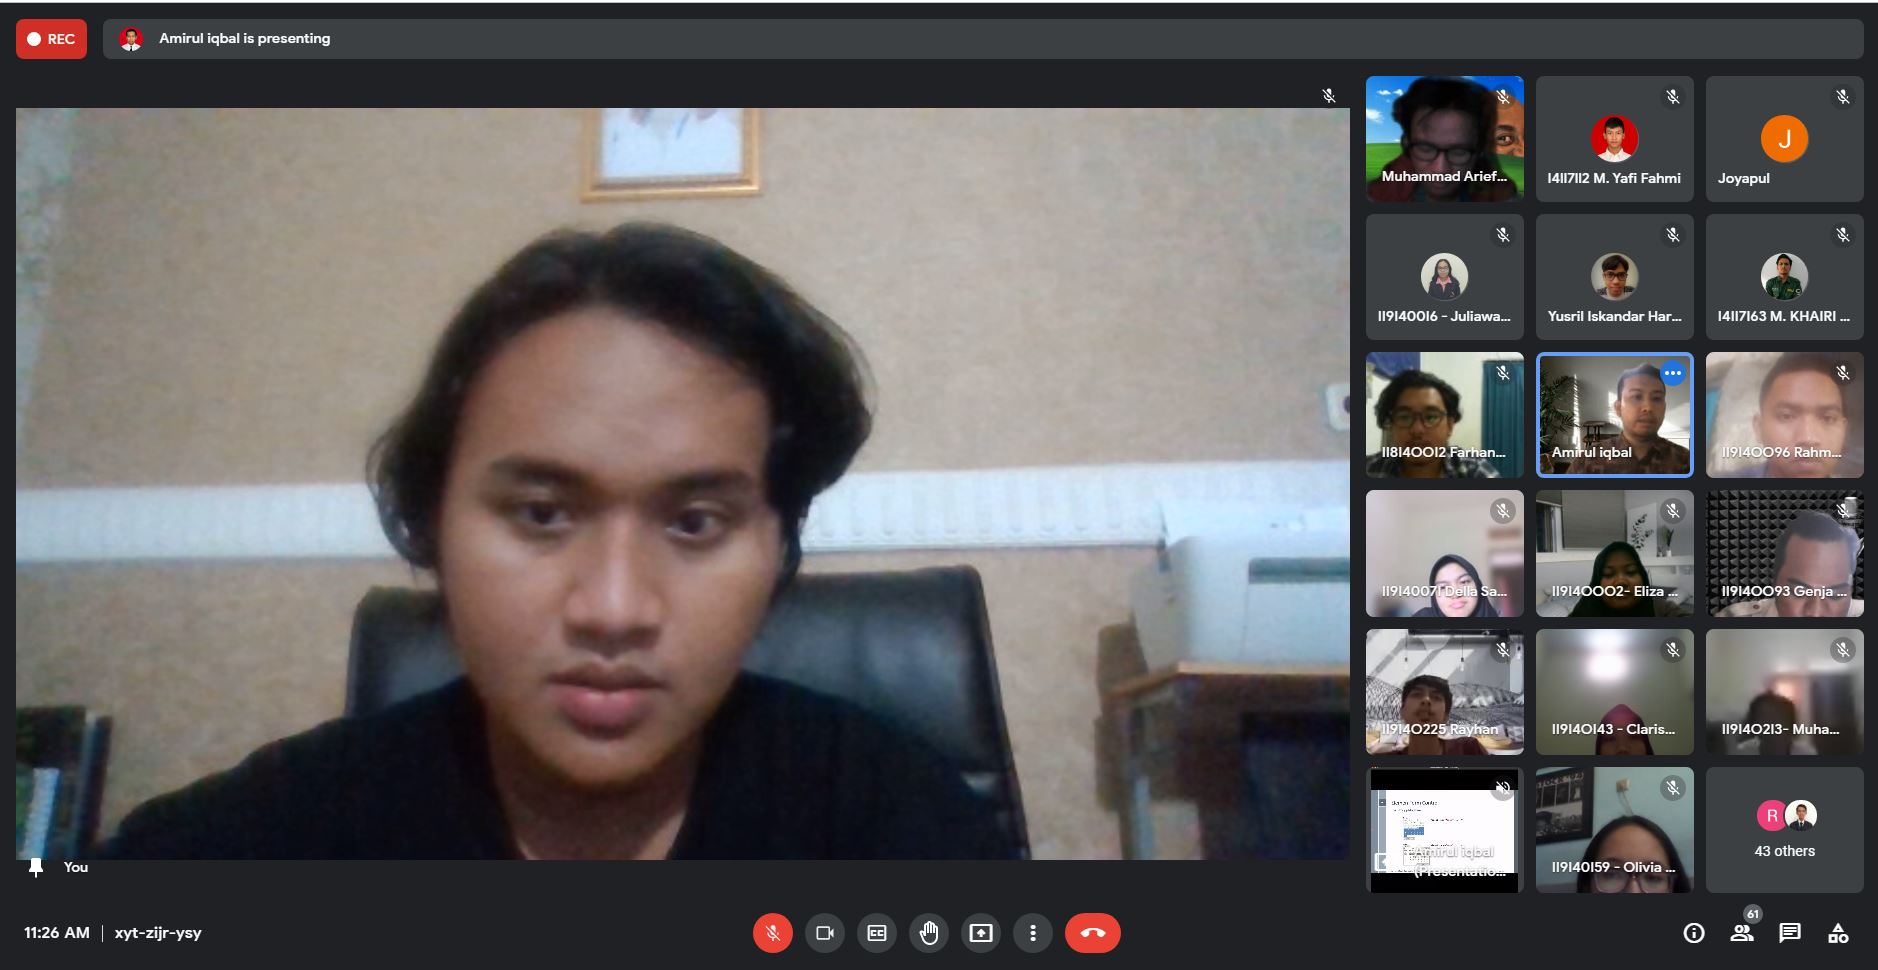 REC
Amirul iqbal is presenting
Muhammad Arief...
14117112 M. Yafi Fahmi
J
Joyapul
119140016 - Juliawa...
Yusril Iskandar Har...
14117163 M. KHAIRI ...
118140012 Farhan...
Amirul iqbal
119140096 Rahm...
119140071 Della Sa...
119140002- Eliza ...
119140093 Genja ...
119140225 Rayhan
119140143 - Claris...
119140213- Muha...
Amirul iqbal
(Presentatio...
119140159 - Olivia ...
R
43 others
You
11:26 AM | xyt-zijr-ysy
61